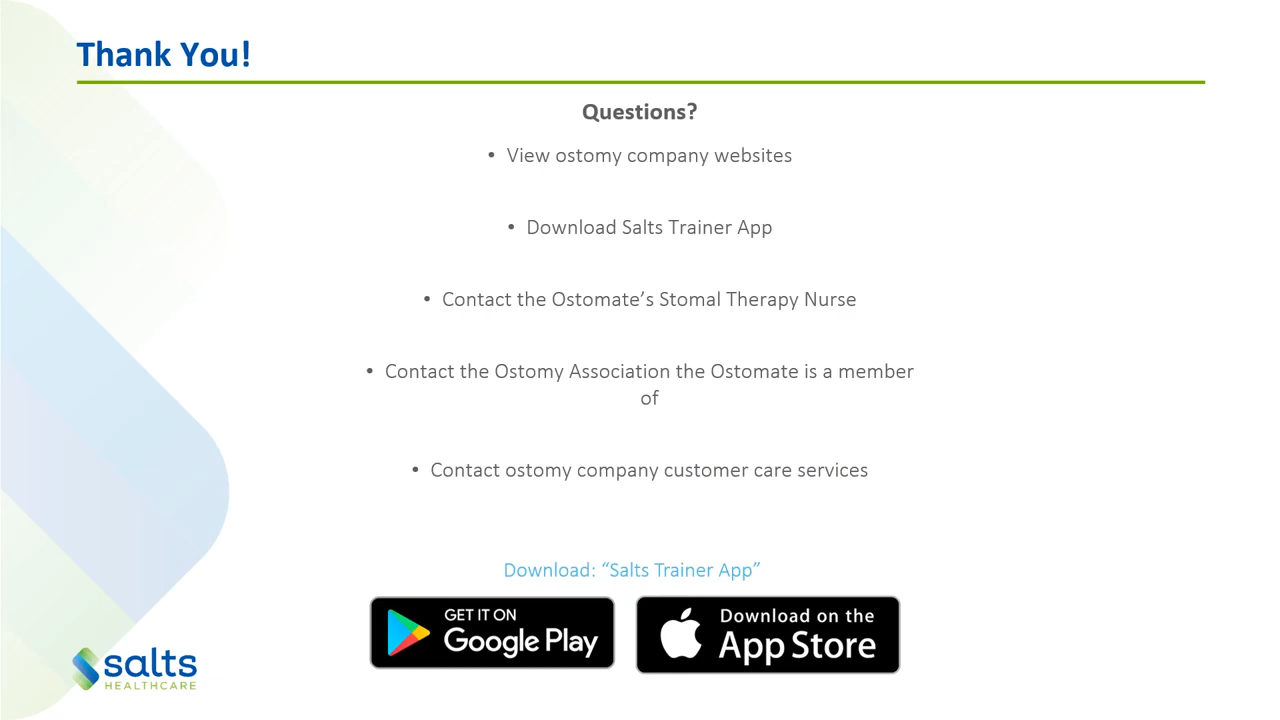 Thank You!
Questions?
• View ostomy company websites
• Download Salts Trainer App
• Contact the Ostomate’s Stomal Therapy Nurse
• Contact the Ostomy Association the Ostomate is a member
of
• Contact ostomy company customer care services
Download: “Salts Trainer App”
GET IT ON
Google Play
Download on the
App Store
salts
HEALTHCARE